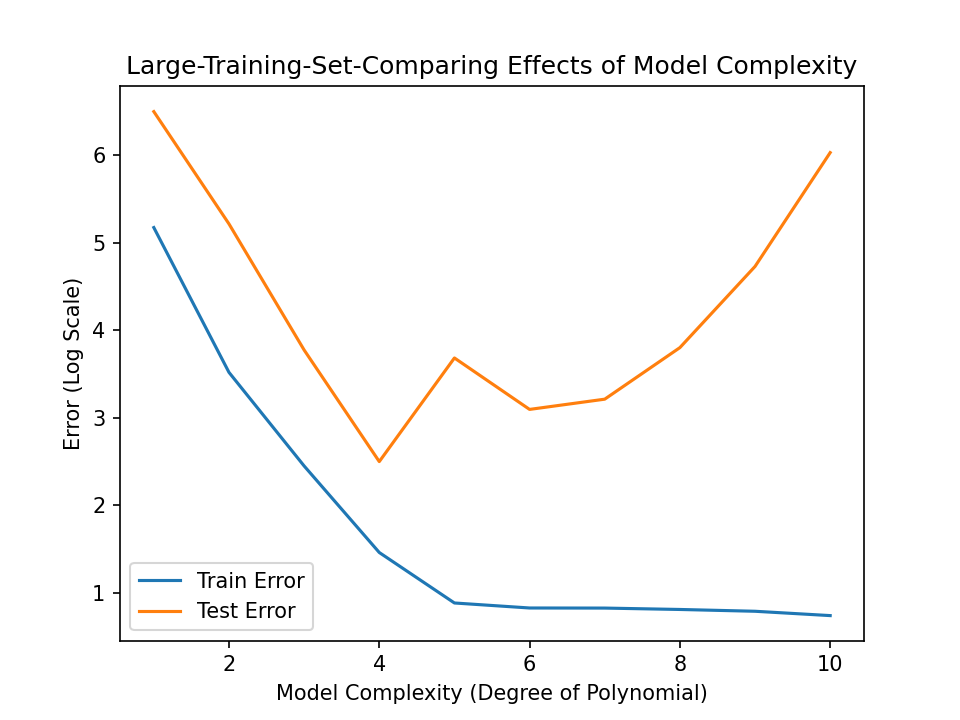 Large-Training-Set-Comparing Effects of Model Complexity
Error (Log Scale)
6
5
4
3
2
1
Train Error
Test Error
2 4 6 8 10
Model Complexity (Degree of Polynomial)